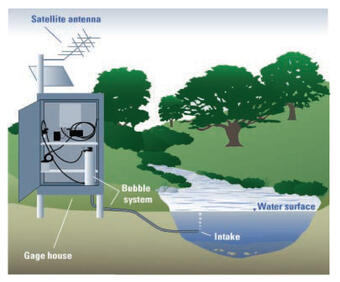 Satellite antenna
Bubble
system
Water surface
Intake
Gage house